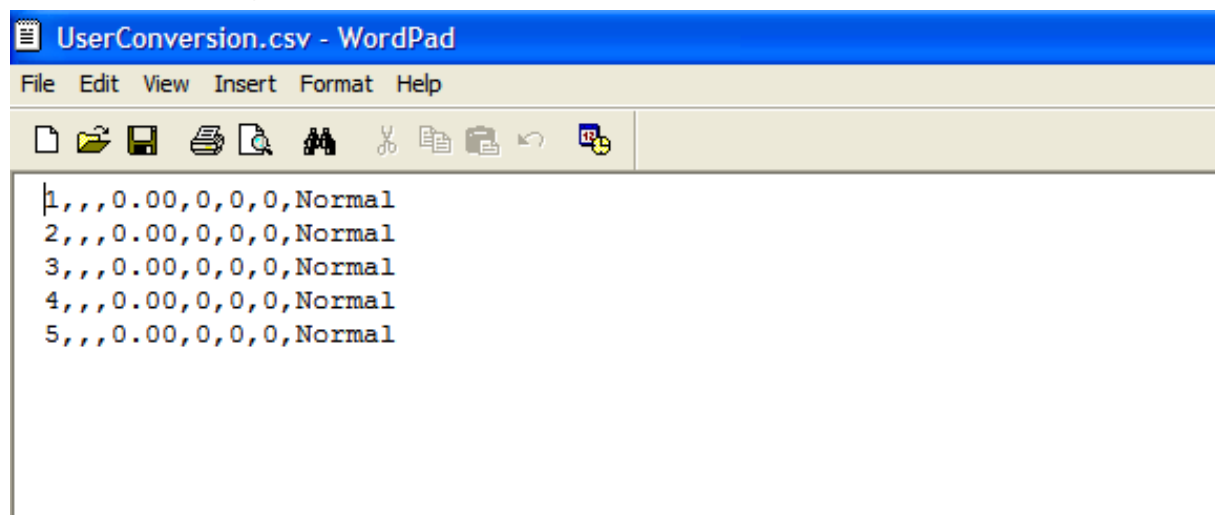 UserConversion.csv - WordPad
File Edit View Insert Format Help
1,,,0.00,0,0,0,Normal
2,,,0.00,0,0,0,Normal
3,,,0.00,0,0,0,Normal
4,,,0.00,0,0,0,Normal
5,,,0.00,0,0,0,Normal